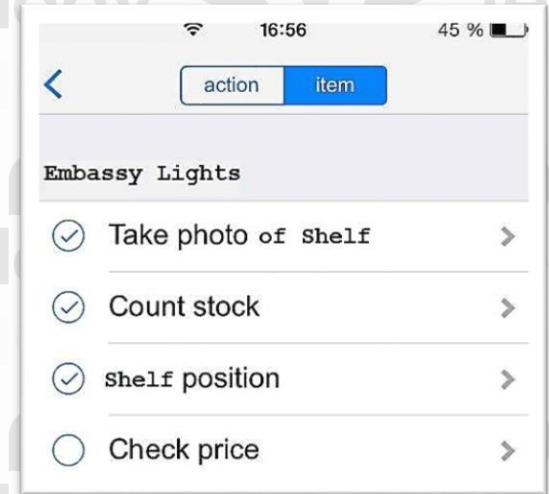 16:56 45 %
action item
Embassy Lights
Take photo of Shelf
Count stock
Shelf position
Check price